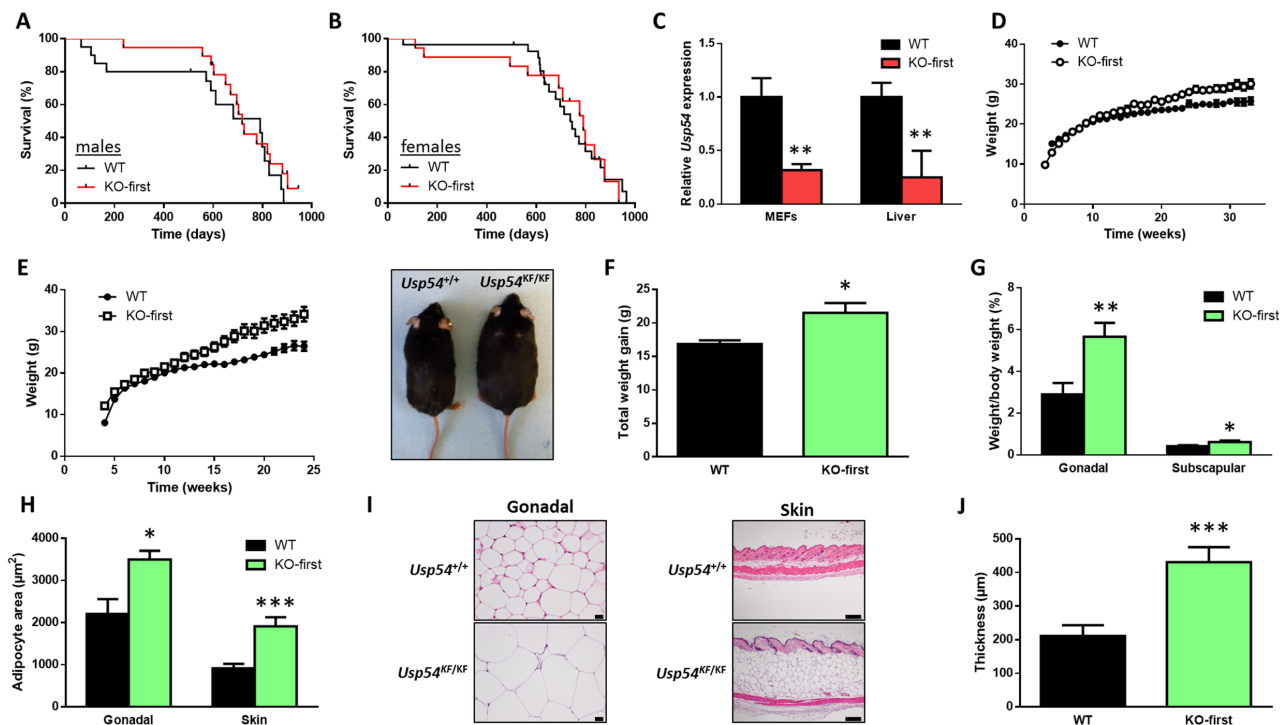 A
Survival (%)
100
80
60
40
20
0
males
WT
KO-first
0 200 400 600 800 1000
Time (days)
B
Survival (%)
100
80
60
40
20
0
females
WT
KO-first
0 200 400 600 800 1000
Time (days)
C
WT
KO-first
Relative Usp54 expression
1.5
1.0
0.5
0.0
** **
MEFs Liver
D
WT
KO-first
Weight (g)
40
30
20
10
0
0 10 20 30
Time (weeks)
E
WT
KO-first
Weight (g)
40
30
20
10
0
0 5 10 15 20 25
Time (weeks)
Usp54+/+ Usp54KF/KF
F
Total weight gain (g)
25
20
15
10
5
0
*
WT KO-first
G
WT
KO-first
Weight/body weight (%)
8
6
4
2
0
** *
Gonadal Subscapular
H
WT
KO-first
Adipocyte area (µm²)
4000
3000
2000
1000
0
* ***
Gonadal Skin
I
Gonadal Skin
Usp54+/+ Usp54+/+
Usp54KF/KF Usp54KF/KF
J
Thickness (µm)
500
400
300
200
100
0
***
WT KO-first